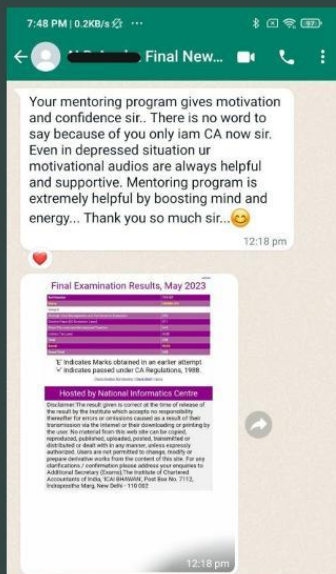 7:48 PM | 0.2KB/s
97
Final New...
Your mentoring program gives motivation
and confidence sir.. There is no word to
say because of you only iam CA now sir.
Even in depressed situation ur
motivational audios are always helpful
and supportive. Mentoring program is
extremely helpful by boosting mind and
energy... Thank you so much sir...😊
12:18 pm
Final Examination Results, May 2023
'E' Indicates Marks obtained in an earlier attempt
'√' Indicates passed under CA Regulations, 1988.
Hosted by National Informatics Centre
Disclaimer:The result given is correct at the time of release of
the result by the Institute which accepts no responsibility
thereafter for errors or omissions caused as a result of their
transmission via the Internet or their downloading or printing by
the user. No material from this web site can be copied,
reproduced, published, uploaded, posted, transmitted or
distributed or dealt with in any manner, unless expressly
authorized. Users are not permitted to change, modify or
prepare derivative works from the content of this site. For any
clarifications / confirmation please address your enquiries to
Additional Secretary (Exams),The Institute of Chartered
Accountants of India, 'ICAI BHAWAN', Post Box No. 7112,
Indraprastha Marg, New Delhi - 110 002
12:18 pm